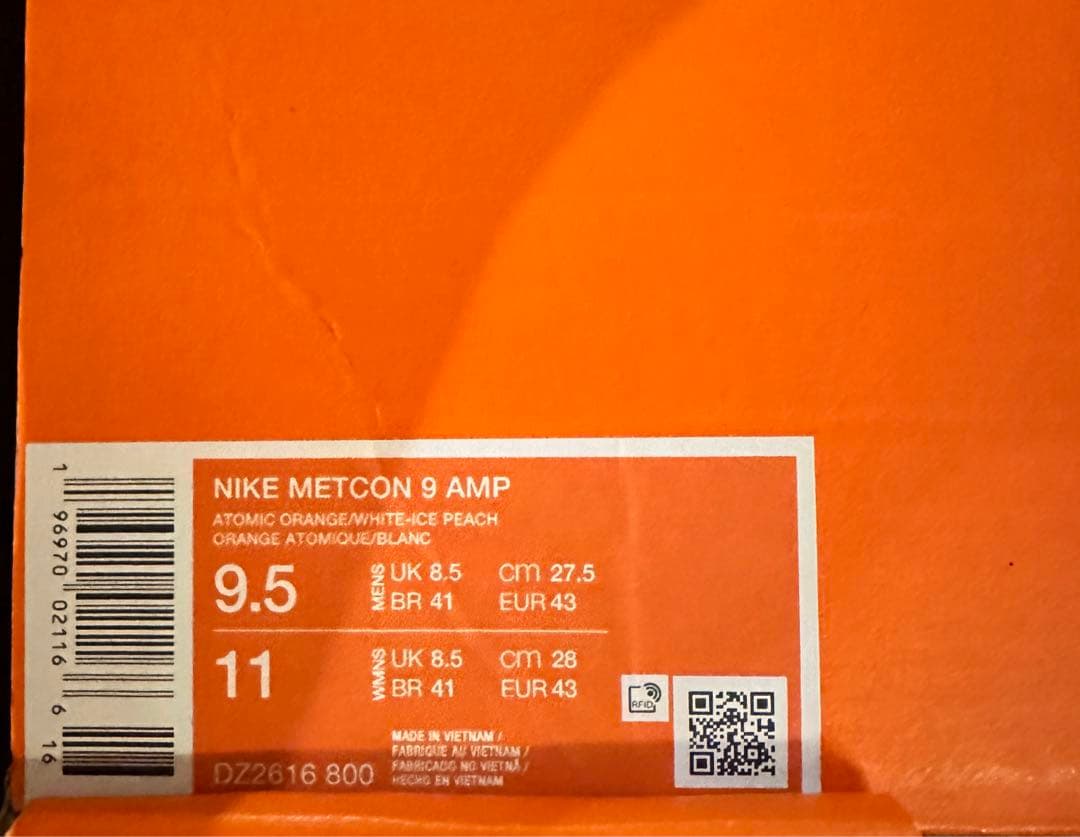 1 96970 02116 6 16
NIKE METCON 9 AMP
ATOMIC ORANGE/WHITE-ICE PEACH
ORANGE ATOMIQUE/BLANC
9.5 MENS UK 8.5 cm 27.5
BR 41 EUR 43
11 WMNS UK 8.5 cm 28
BR 41 EUR 43
RFID
MADE IN VIETNAM /
FABRIQUE AU VIETNAM /
FABRICADO NO VIETNÃ /
HECHO EN VIETNAM
DZ2616 800